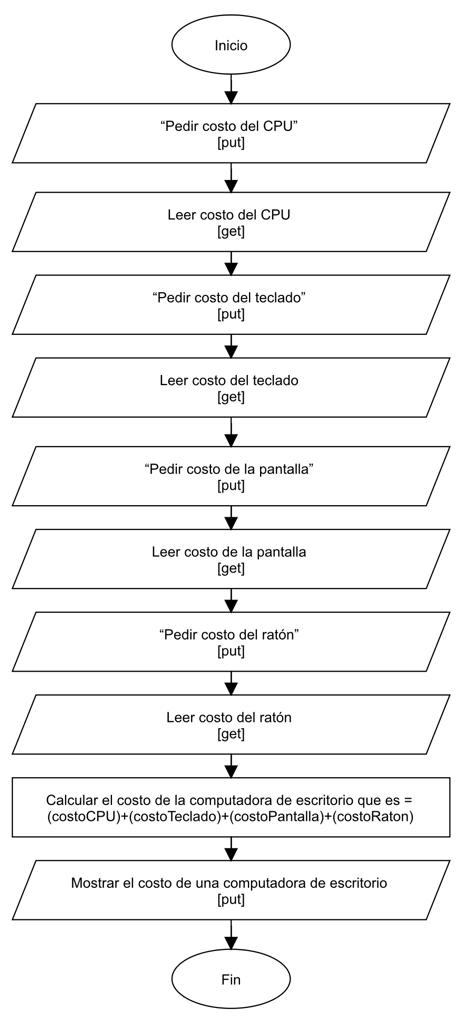 Inicio
“Pedir costo del CPU”
[put]
Leer costo del CPU
[get]
“Pedir costo del teclado”
[put]
Leer costo del teclado
[get]
“Pedir costo de la pantalla”
[put]
Leer costo de la pantalla
[get]
“Pedir costo del ratón”
[put]
Leer costo del ratón
[get]
Calcular el costo de la computadora de escritorio que es =
(costoCPU)+(costoTeclado)+(costoPantalla)+(costoRaton)
Mostrar el costo de una computadora de escritorio
[put]
Fin